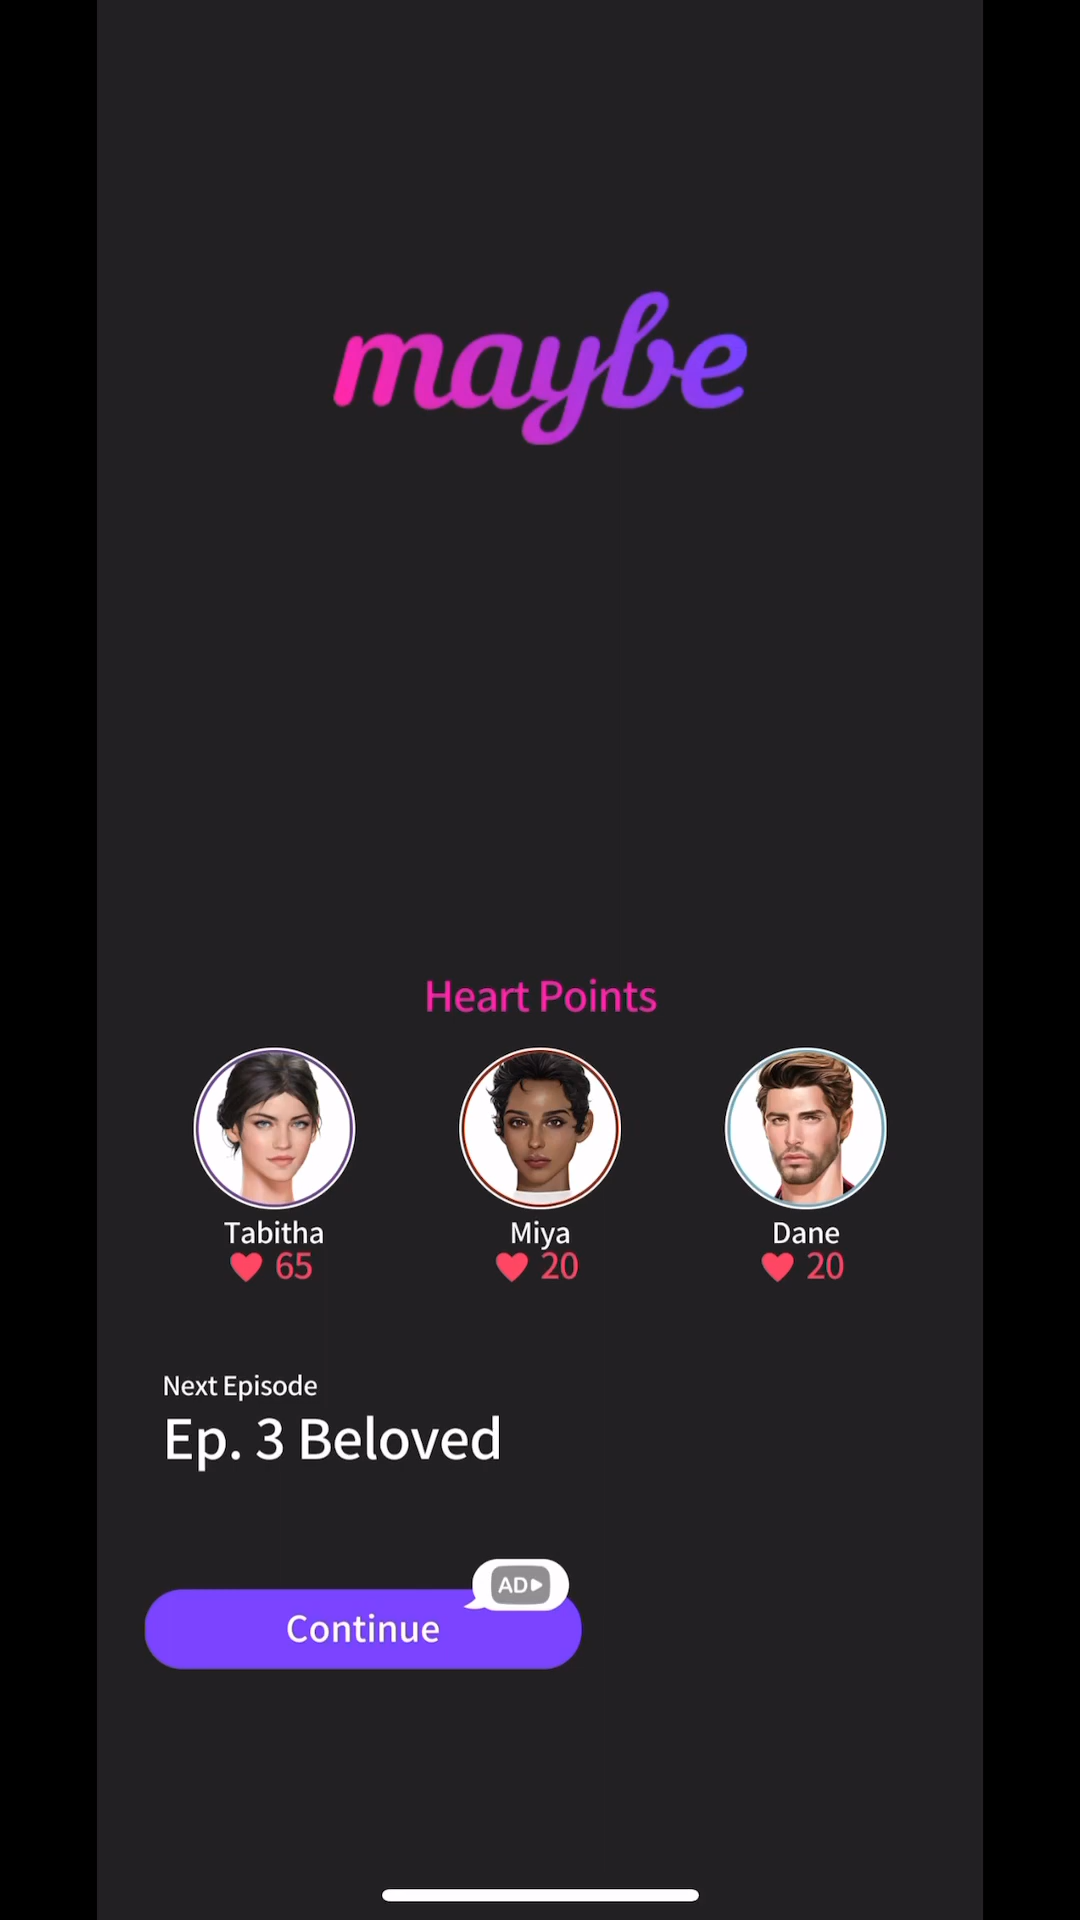 maybe
Heart Points
Tabitha
65
Miya
20
Dane
20
Next Episode
Ep. 3 Beloved
AD
Continue